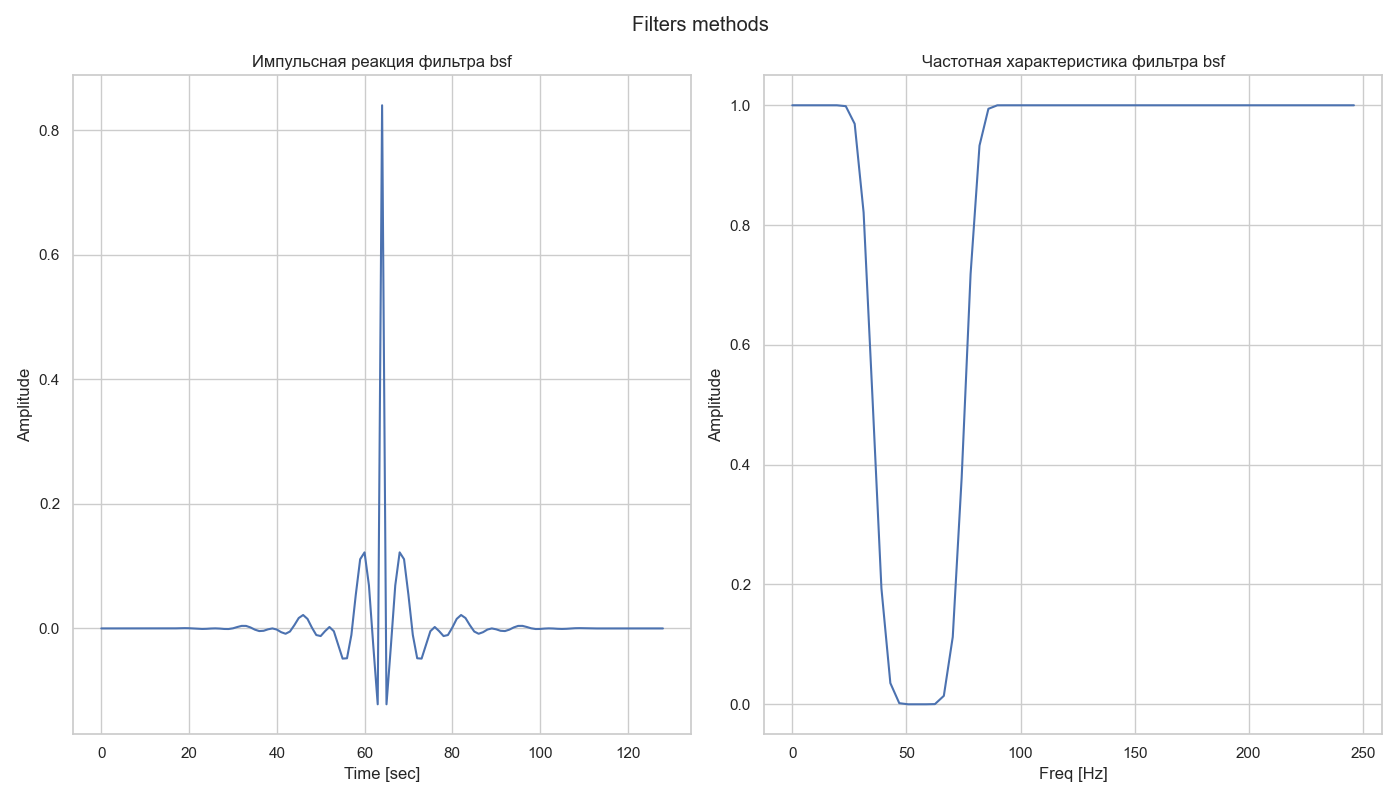 Filters methods
Импульсная реакция фильтра bsf
Amplitude
0.8
0.6
0.4
0.2
0.0
0 20 40 60 80 100 120
Time [sec]
Частотная характеристика фильтра bsf
Amplitude
1.0
0.8
0.6
0.4
0.2
0.0
0 50 100 150 200 250
Freq [Hz]